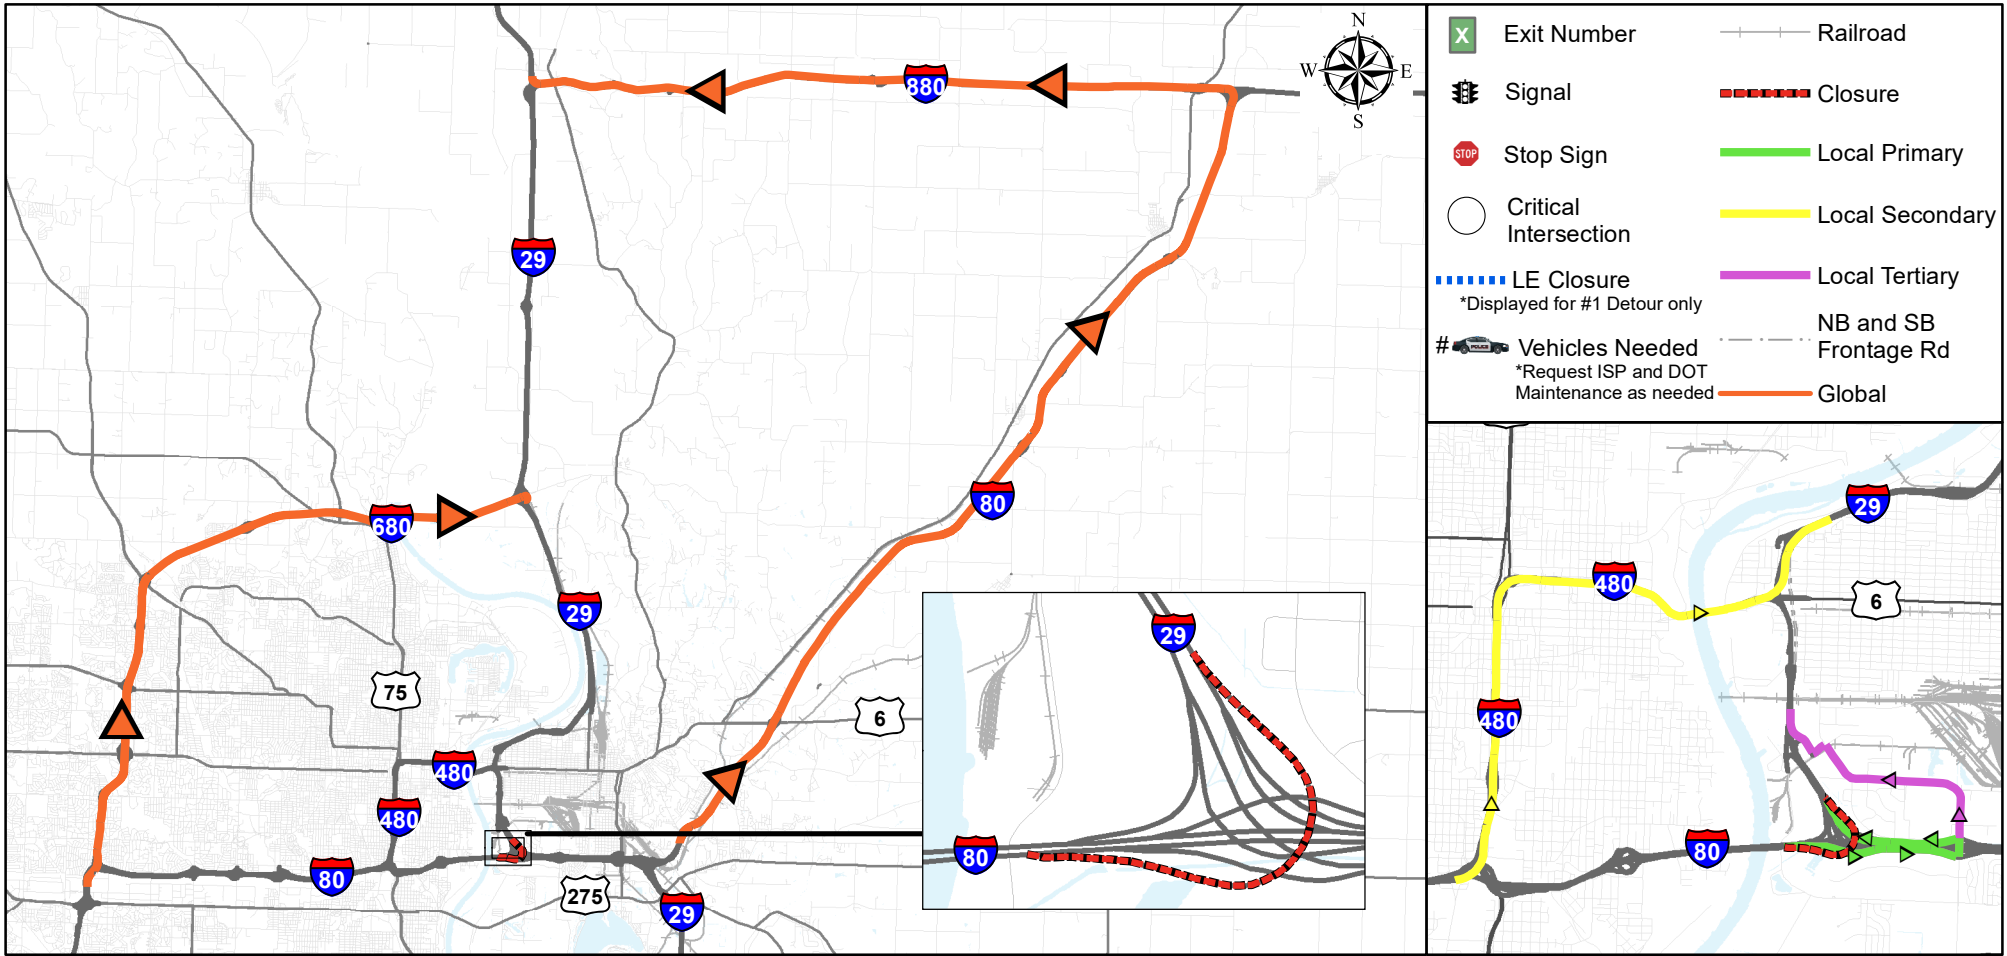 N
W E
S
880
29
80
680
29
75
6
480
480
80
275
29
29
80
X Exit Number
Signal
STOP Stop Sign
Critical
Intersection
LE Closure
*Displayed for #1 Detour only
# POLICE Vehicles Needed
*Request ISP and DOT
Maintenance as needed
Railroad
Closure
Local Primary
Local Secondary
Local Tertiary
NB and SB
Frontage Rd
Global
29
480
6
480
80